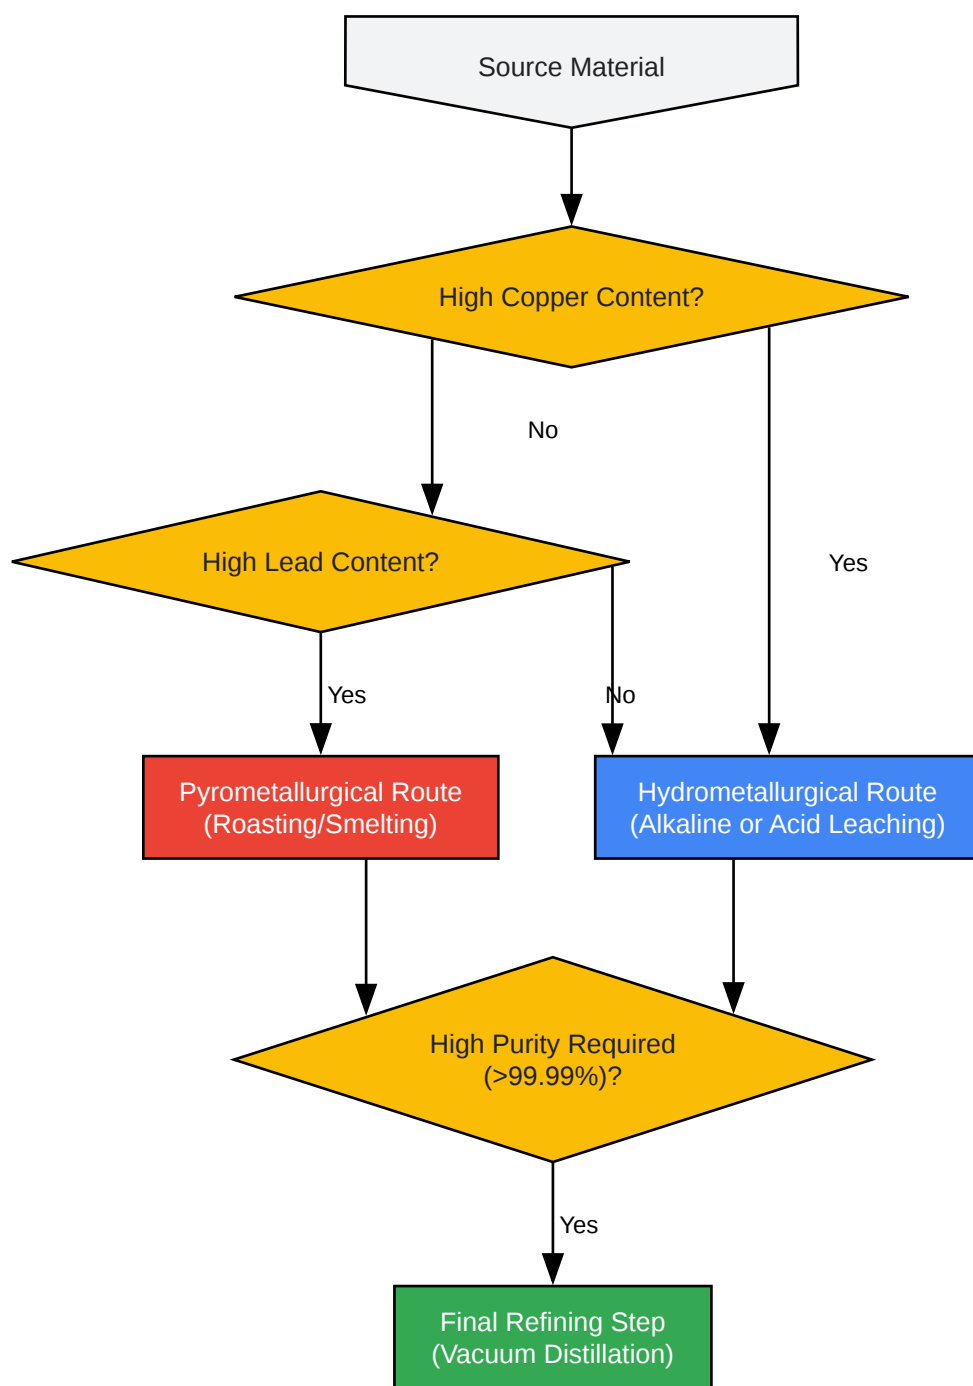 Source Material
High Copper Content?
No
High Lead Content?
Yes
Yes
No
Pyrometallurgical Route
(Roasting/Smelting)
Hydrometallurgical Route
(Alkaline or Acid Leaching)
High Purity Required
(>99.99%)?
Yes
Final Refining Step
(Vacuum Distillation)